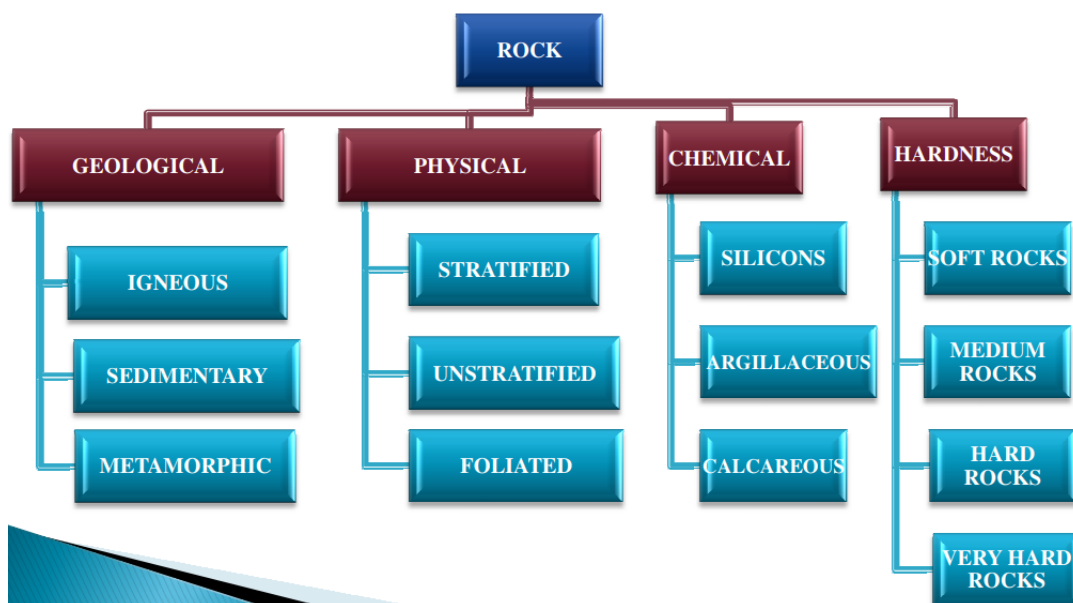 ROCK
GEOLOGICAL
IGNEOUS
SEDIMENTARY
METAMORPHIC
PHYSICAL
STRATIFIED
UNSTRATIFIED
FOLIATED
CHEMICAL
SILICONS
ARGILLACEOUS
CALCAREOUS
HARDNESS
SOFT ROCKS
MEDIUM
ROCKS
HARD
ROCKS
VERY HARD
ROCKS